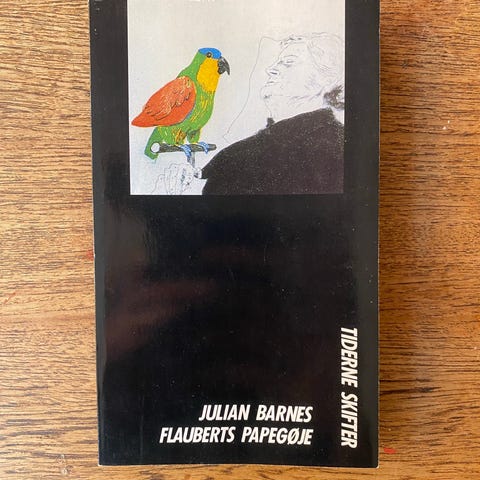 JULIAN BARNES
FLAUBERTS PAPEGØJE
TIDERNE SKIFTER